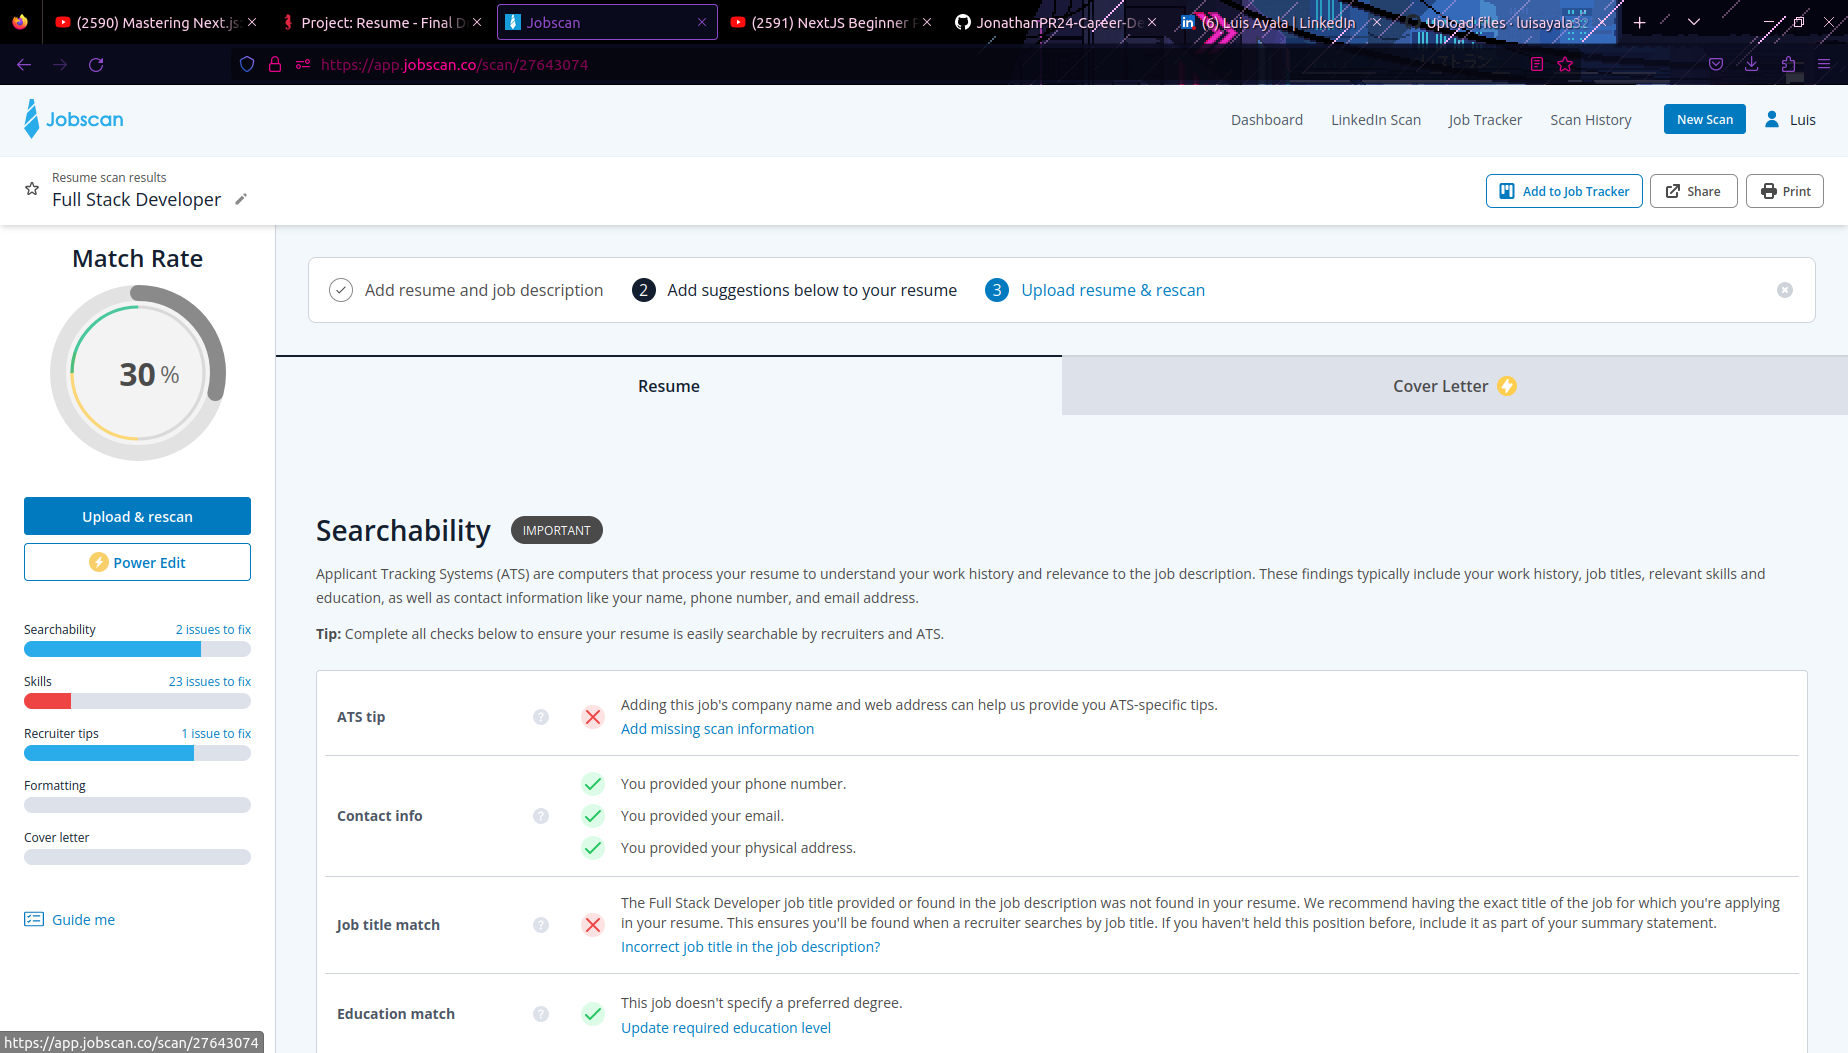 (2590) Mastering Next.js
Project: Resume - Final D
Jobscan
(2591) NextJS Beginner P
JonathanPR24-Career-De
(6) Luis Ayala | LinkedIn
Upload files · luisayala32
https://app.jobscan.co/scan/27643074
Jobscan
Dashboard
LinkedIn Scan
Job Tracker
Scan History
New Scan
Luis
Resume scan results
Full Stack Developer
Add to Job Tracker
Share
Print
Match Rate
30 %
Upload & rescan
Power Edit
Searchability
2 issues to fix
Skills
23 issues to fix
Recruiter tips
1 issue to fix
Formatting
Cover letter
Guide me
Add resume and job description
2 Add suggestions below to your resume
3 Upload resume & rescan
Resume
Cover Letter
Searchability
IMPORTANT
Applicant Tracking Systems (ATS) are computers that process your resume to understand your work history and relevance to the job description. These findings typically include your work history, job titles, relevant skills and
education, as well as contact information like your name, phone number, and email address.
Tip: Complete all checks below to ensure your resume is easily searchable by recruiters and ATS.
ATS tip
?
Adding this job's company name and web address can help us provide you ATS-specific tips.
Add missing scan information
Contact info
?
You provided your phone number.
You provided your email.
You provided your physical address.
Job title match
?
The Full Stack Developer job title provided or found in the job description was not found in your resume. We recommend having the exact title of the job for which you're applying
in your resume. This ensures you'll be found when a recruiter searches by job title. If you haven't held this position before, include it as part of your summary statement.
Incorrect job title in the job description?
Education match
?
This job doesn't specify a preferred degree.
Update required education level
https://app.jobscan.co/scan/27643074